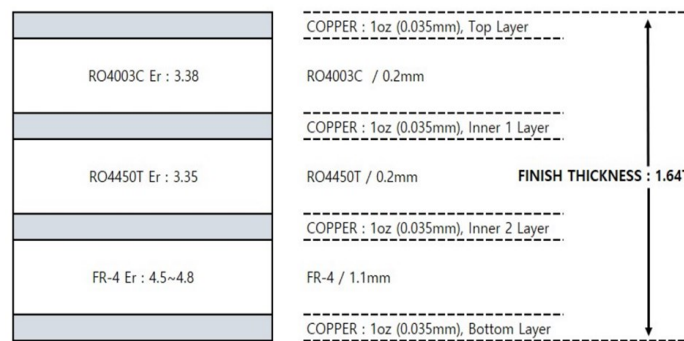 COPPER : 1oz (0.035mm), Top Layer
RO4003C Er : 3.38
RO4003C / 0.2mm
COPPER : 1oz (0.035mm), Inner 1 Layer
RO4450T Er : 3.35
RO4450T / 0.2mm
FINISH THICKNESS : 1.64T
COPPER : 1oz (0.035mm), Inner 2 Layer
FR-4 Er : 4.5~4.8
FR-4 / 1.1mm
COPPER : 1oz (0.035mm), Bottom Layer